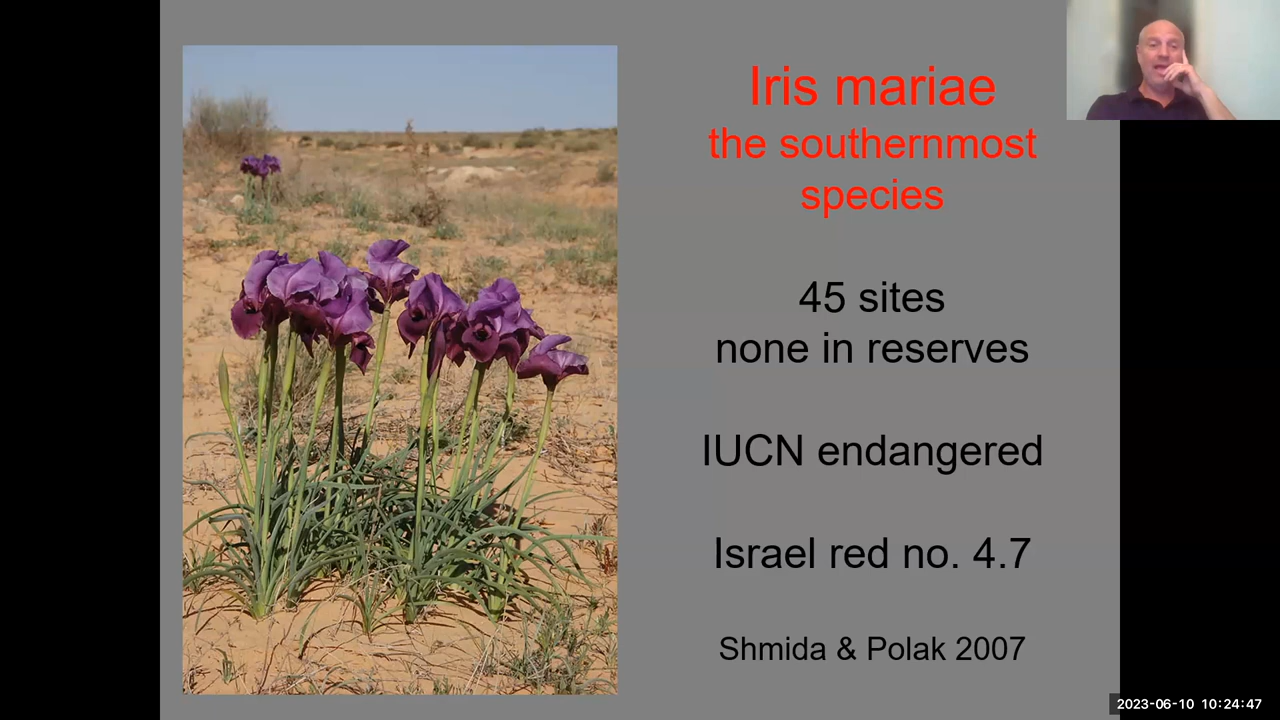 Iris mariae
the southernmost
species
45 sites
none in reserves
IUCN endangered
Israel red no. 4.7
Shmida & Polak 2007
2023-06-10 10:24:47